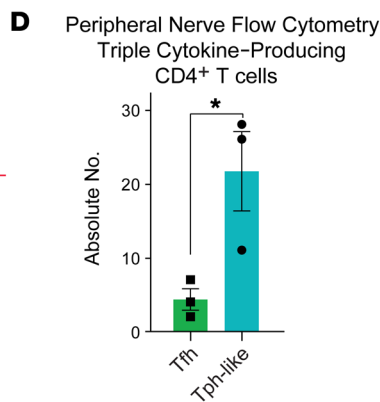 D
Peripheral Nerve Flow Cytometry
Triple Cytokine–Producing
CD4⁺ T cells
*
Absolute No.
30
20
10
0
Tfh
Tph-like